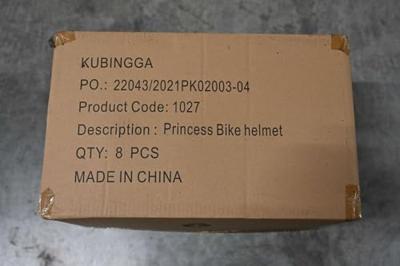 KUBINGGA
PO.: 22043/2021PK02003-04
Product Code: 1027
Description : Princess Bike helmet
QTY: 8 PCS
MADE IN CHINA